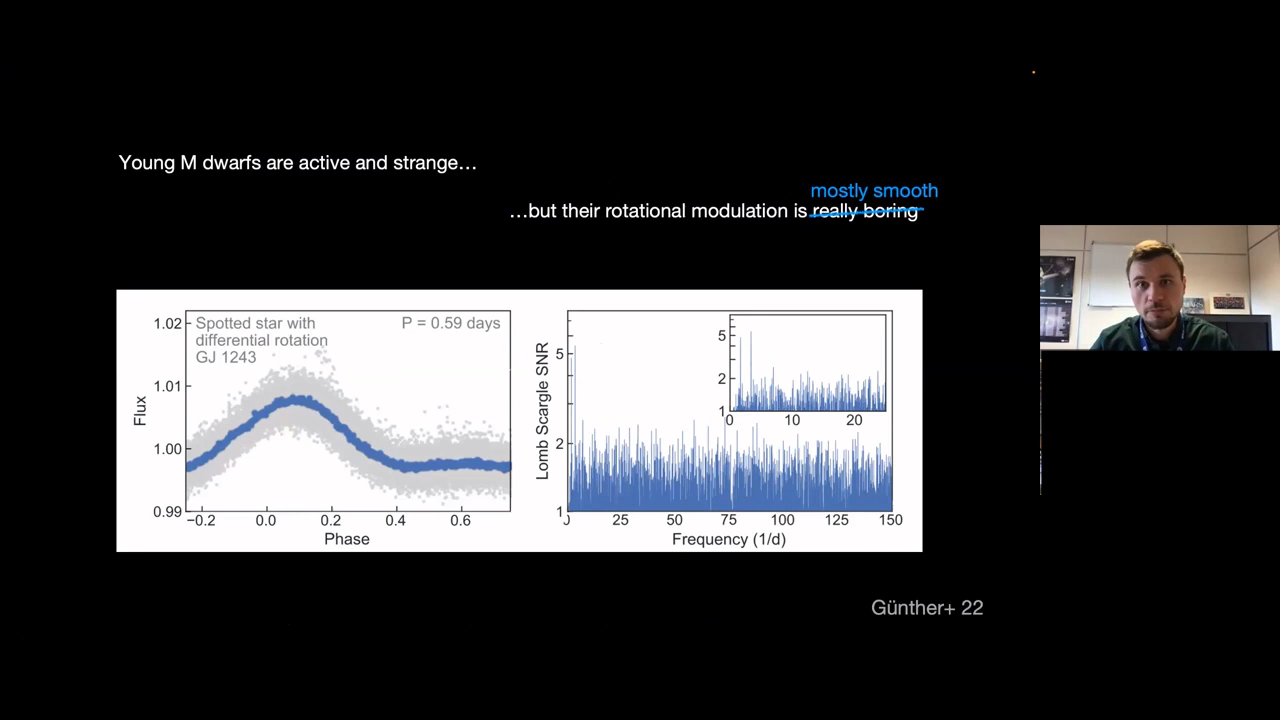 Young M dwarfs are active and strange…
mostly smooth
…but their rotational modulation is really boring
Spotted star with
differential rotation
GJ 1243
P = 0.59 days
1.02
1.01
1.00
0.99
Flux
−0.2
0.0
0.2
0.4
0.6
Phase
Lomb Scargle SNR
5
2
1
0
25
50
75
100
125
150
Frequency (1/d)
5
2
1
0
10
20
Günther+ 22